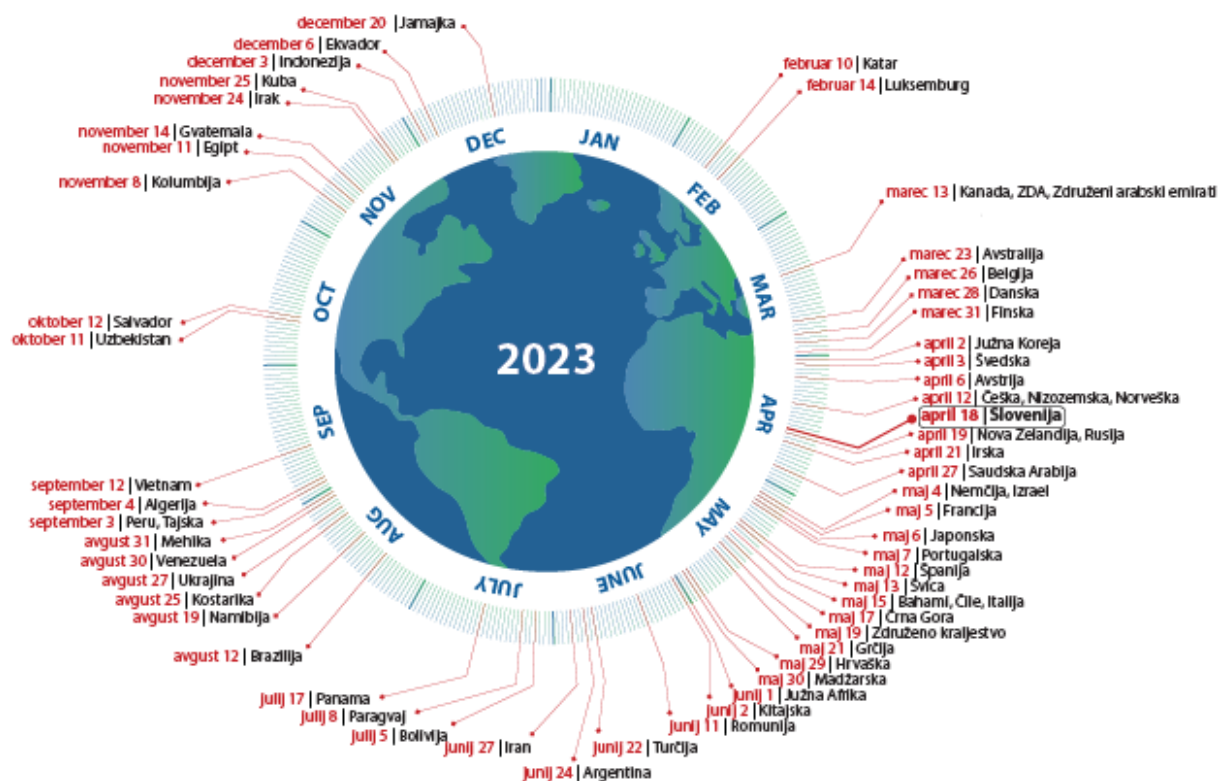 december 20 | Jamajka
december 6 | Ekvador
december 3 | Indonezija
november 25 | Kuba
november 24 | Irak
november 14 | Gvatemala
november 11 | Egipt
november 8 | Kolumbija
oktober 12 | Salvador
oktober 11 | Uzbekistan
september 12 | Vietnam
september 4 | Algerija
september 3 | Peru, Tajska
avgust 31 | Mehika
avgust 30 | Venezuela
avgust 27 | Ukrajina
avgust 25 | Kostarika
avgust 19 | Namibija
avgust 12 | Brazilija
julij 17 | Panama
julij 8 | Paragvaj
julij 5 | Bolivija
junij 27 | Iran
junij 24 | Argentina
junij 22 | Turčija
februar 10 | Katar
februar 14 | Luksemburg
marec 13 | Kanada, ZDA, Združeni arabski emirati
marec 23 | Avstralija
marec 26 | Belgija
marec 28 | Danska
marec 31 | Finska
april 2 | Južna Koreja
april 3 | Švedska
april 6 | Avstrija
april 12 | Češka, Nizozemska, Norveška
april 18 | Slovenija
april 19 | Nova Zelandija, Rusija
april 21 | Irska
april 27 | Saudska Arabija
maj 4 | Nemčija, Izrael
maj 5 | Francija
maj 6 | Japonska
maj 7 | Portugalska
maj 12 | Španija
maj 13 | Švica
maj 15 | Bahami, Čile, Italija
maj 17 | Črna Gora
maj 19 | Združeno kraljestvo
maj 21 | Grčija
maj 29 | Hrvaška
maj 30 | Madžarska
junij 1 | Južna Afrika
junij 2 | Kitajska
junij 11 | Romunija
JAN
FEB
MAR
APR
MAY
JUNE
JULY
AUG
SEP
OCT
NOV
DEC
2023